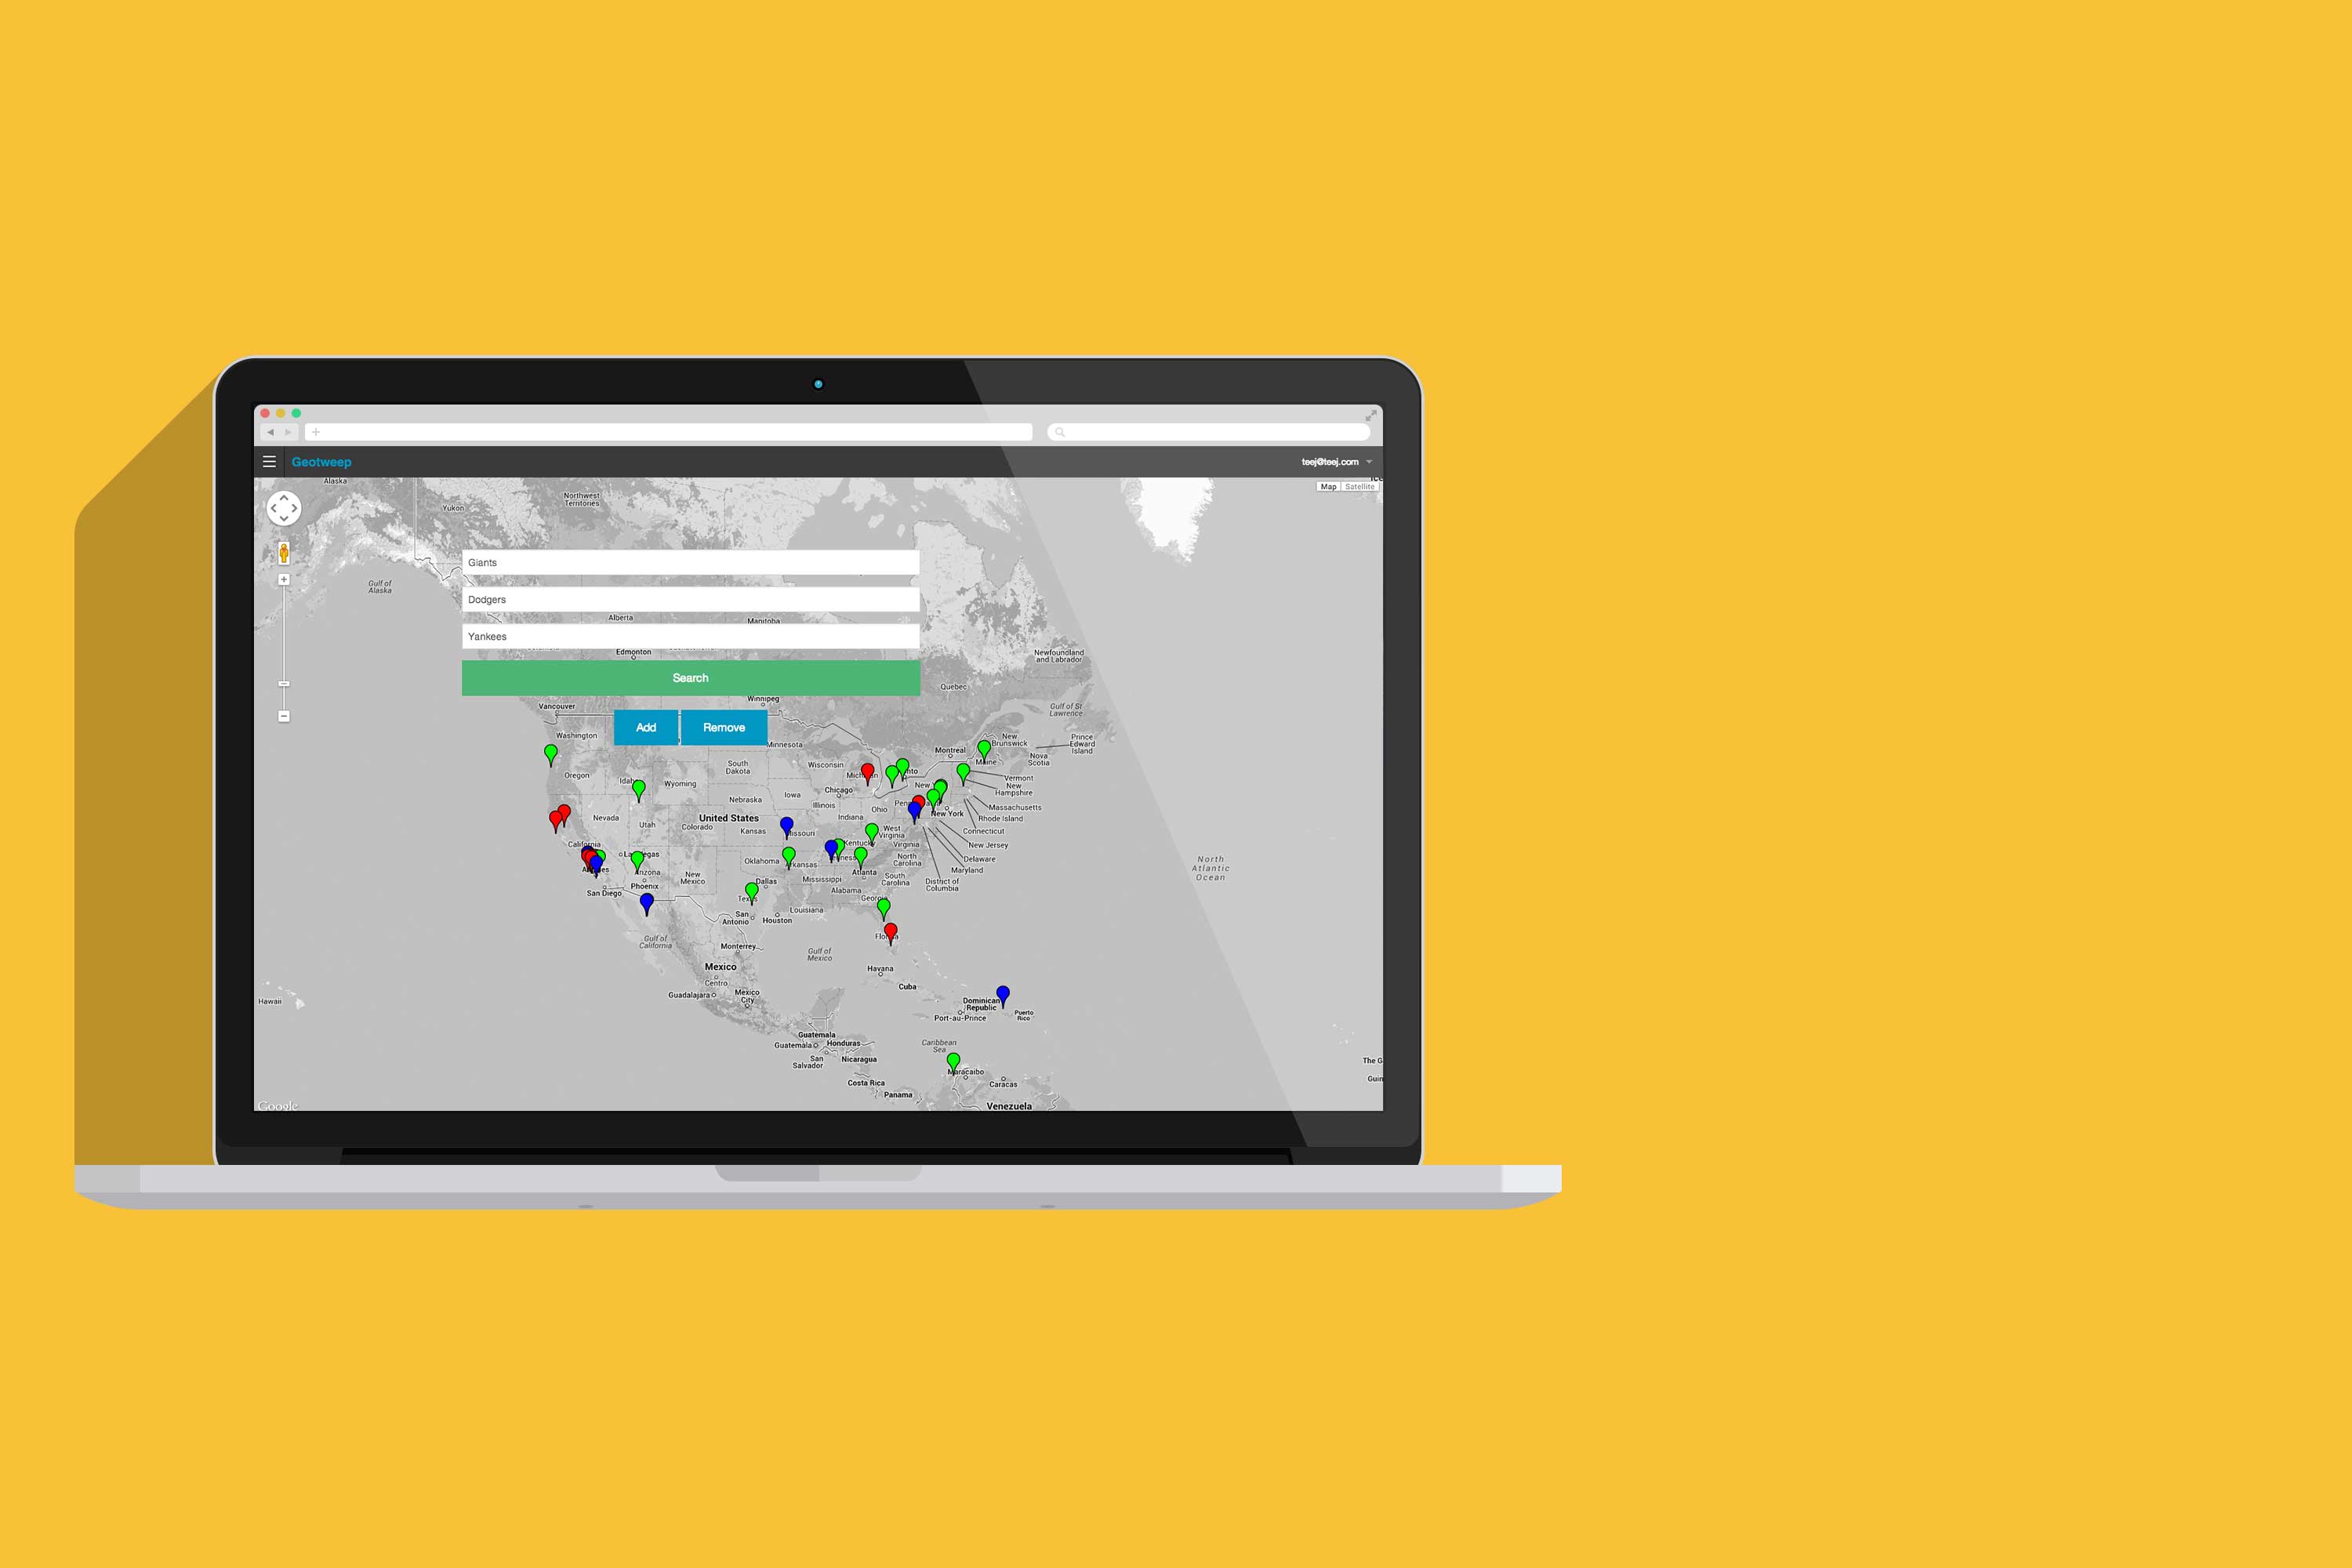 Geotweep
teej@teej.com
Alaska
Map Satellite
Northwest
Territories
Yukon
Giants
Gulf of
Alaska
Dodgers
Alberta
Manitoba
Yankees
Edmonton
Newfoundland
and Labrador
Search
Quebec
Winnipeg
Vancouver
Gulf of St
Lawrence
Add
Remove
Washington
Minnesota
New
Brunswick
Prince
Edward
Island
Montreal
Nova
Scotia
Maine
Oregon
South
Dakota
Wisconsin
Vermont
Idaho
Wyoming
New
Hampshire
Chicago
Nebraska
Iowa
Illinois
Ohio
Massachusetts
New York
Rhode Island
Nevada
Utah
Colorado
United States
Kansas
Missouri
Indiana
West
Virginia
Connecticut
California
Kentucky
Virginia
New Jersey
Las Vegas
Oklahoma
Arkansas
North
Carolina
Delaware
Maryland
North
Atlantic
Ocean
Arizona
New
Mexico
Atlanta
South
Carolina
District of
Columbia
San Diego
Phoenix
Dallas
Mississippi
Alabama
Texas
Georgia
San
Antonio
Houston
Louisiana
Florida
Gulf of
California
Monterrey
Gulf of
Mexico
Mexico
Havana
Centro
Cuba
Guadalajara
Mexico
City
Hawaii
Dominican
Republic
Puerto
Rico
Port-au-Prince
Guatemala
Guatemala
Honduras
Caribbean
Sea
San
Salvador
Nicaragua
The G
Maracaibo
Guin
Costa Rica
Caracas
Panama
Venezuela
Google